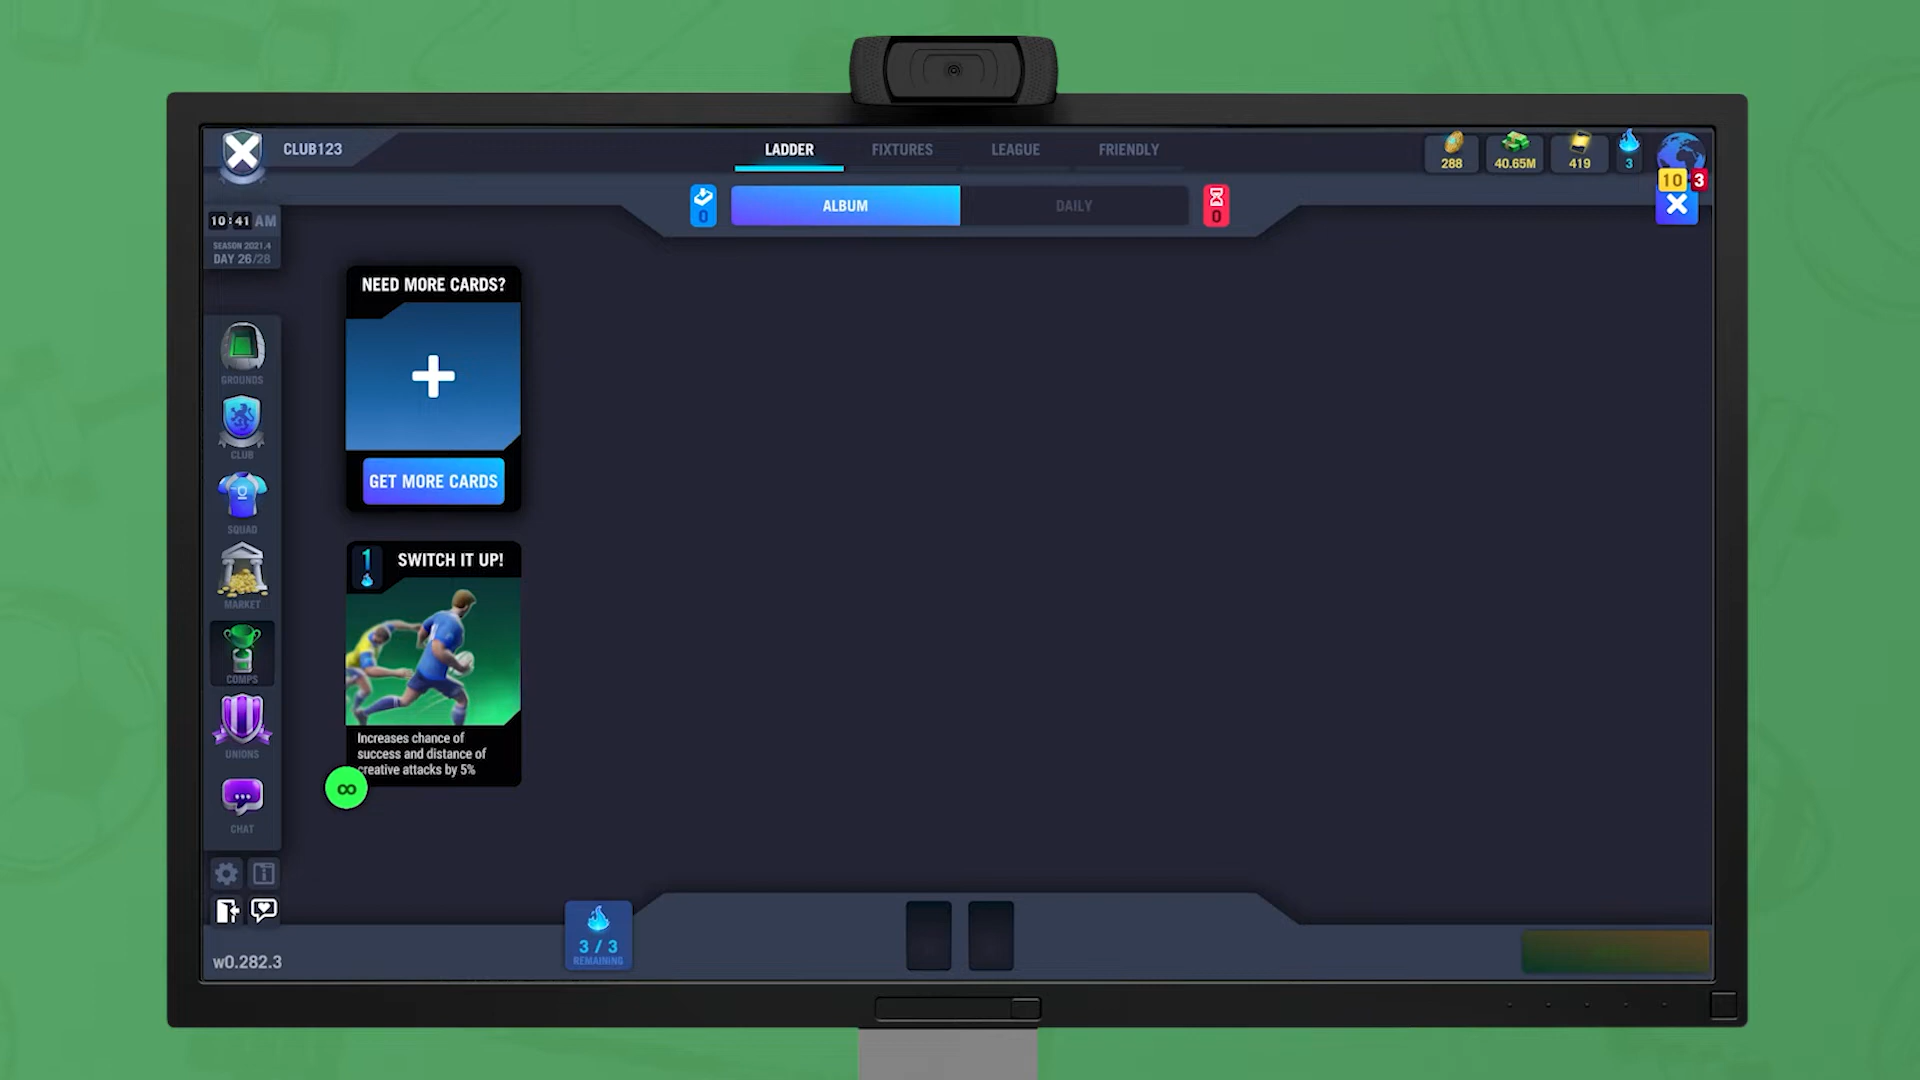 CLUB123
LADDER
FIXTURES
LEAGUE
FRIENDLY
288
40.65M
419
3
10
3
0
ALBUM
DAILY
0
10:41 AM
SEASON 2021.4
DAY 26/28
GROUNDS
CLUB
SQUAD
MARKET
COMPS
UNIONS
CHAT
NEED MORE CARDS?
GET MORE CARDS
1
SWITCH IT UP!
Increases chance of
success and distance of
creative attacks by 5%
∞
3 / 3
REMAINING
w0.282.3